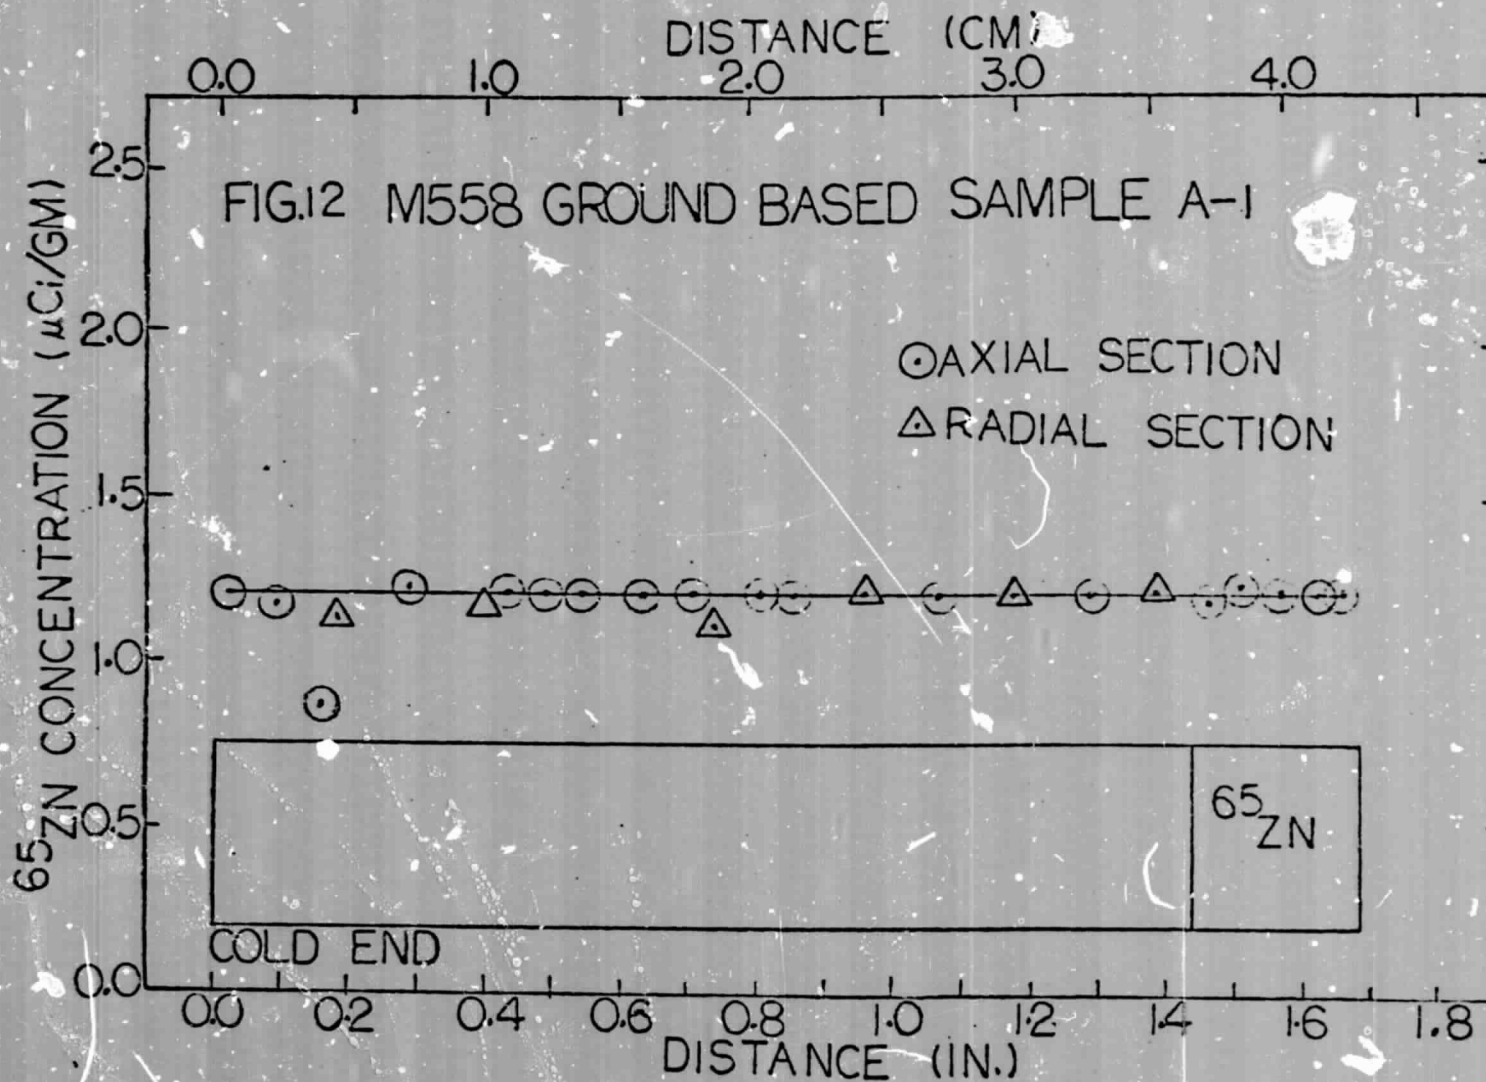 DISTANCE (CM)
0.0 1.0 2.0 3.0 4.0
2.5
FIG.12 M558 GROUND BASED SAMPLE A-1
2.0
⊙AXIAL SECTION
△RADIAL SECTION
1.5
1.0
0.5
0.0
65ZN CONCENTRATION (μCi/GM)
65ZN
COLD END
0.0 0.2 0.4 0.6 0.8 1.0 1.2 1.4 1.6 1.8
DISTANCE (IN.)